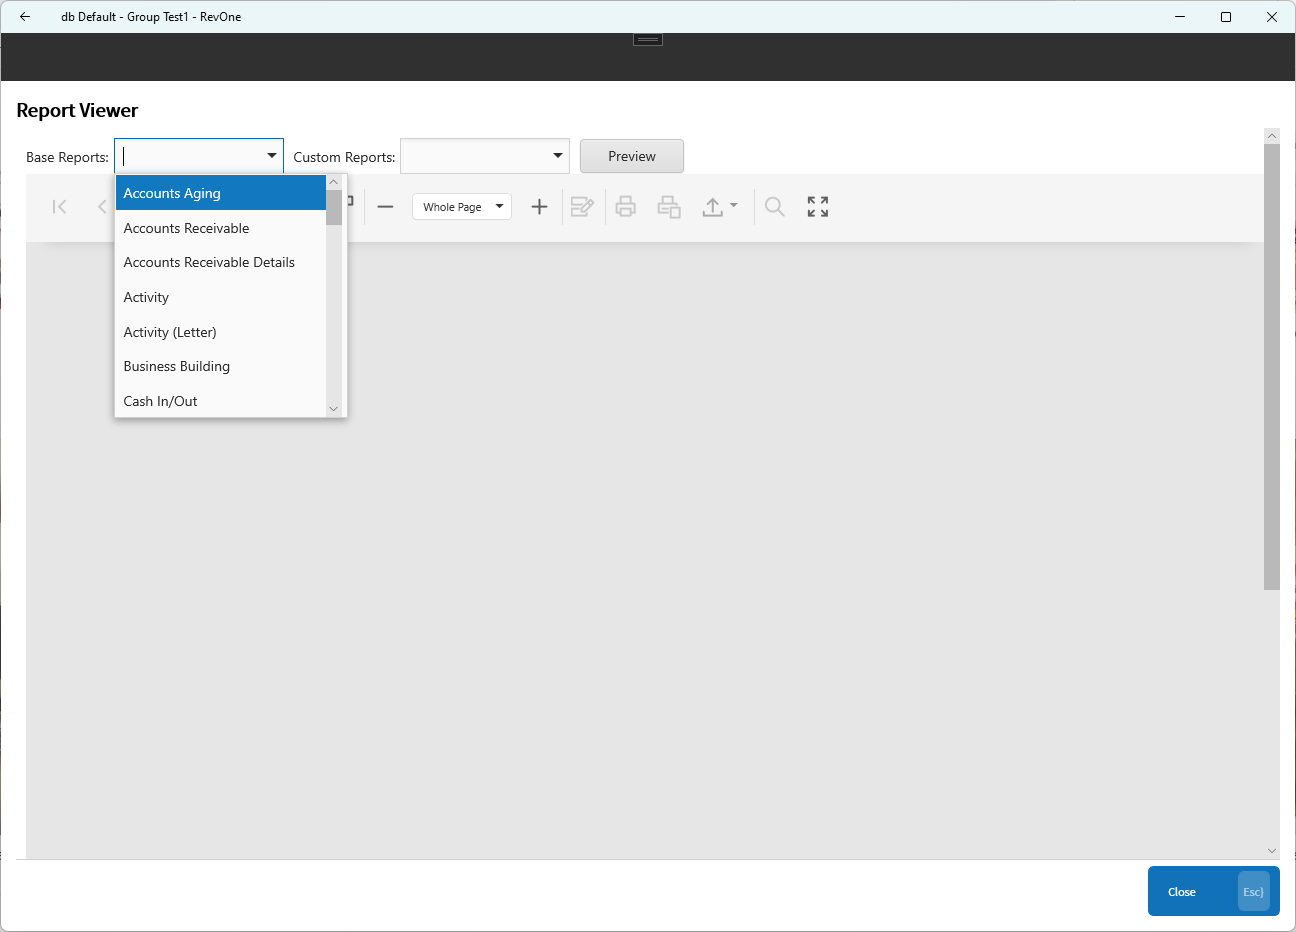 db Default - Group Test1 - RevOne
Report Viewer
Base Reports:
Custom Reports:
Preview
Whole Page
Accounts Aging
Accounts Receivable
Accounts Receivable Details
Activity
Activity (Letter)
Business Building
Cash In/Out
Close
Esc}